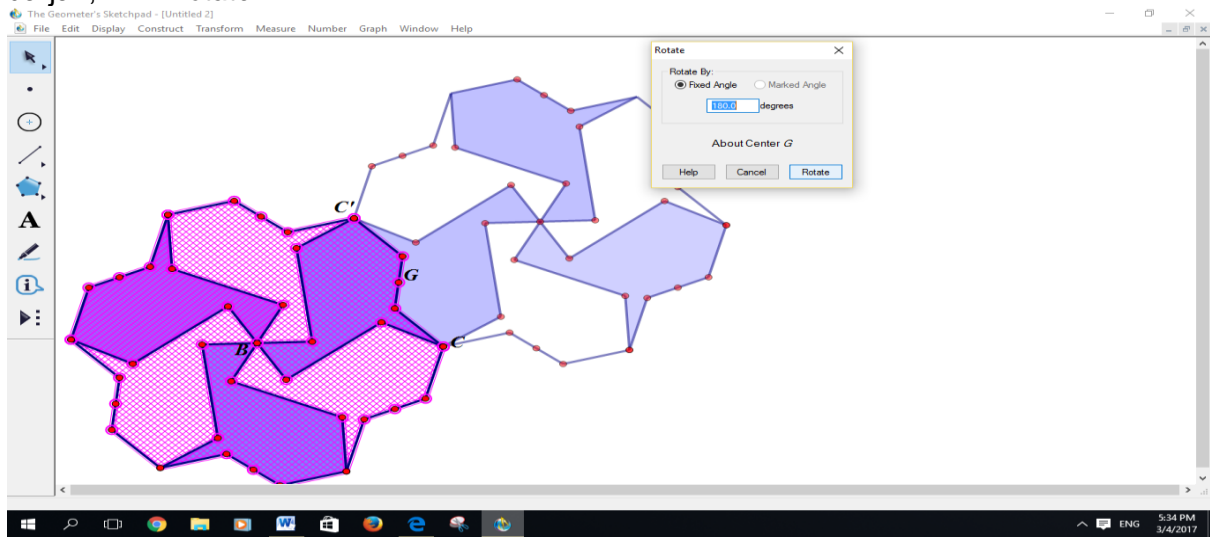 The Geometer's Sketchpad - [Untitled 2]
File Edit Display Construct Transform Measure Number Graph Window Help
Rotate
Rotate By:
Fixed Angle Marked Angle
180.0 degrees
About Center G
Help Cancel Rotate
C'
G
B
C
A
ENG
5:34 PM
3/4/2017